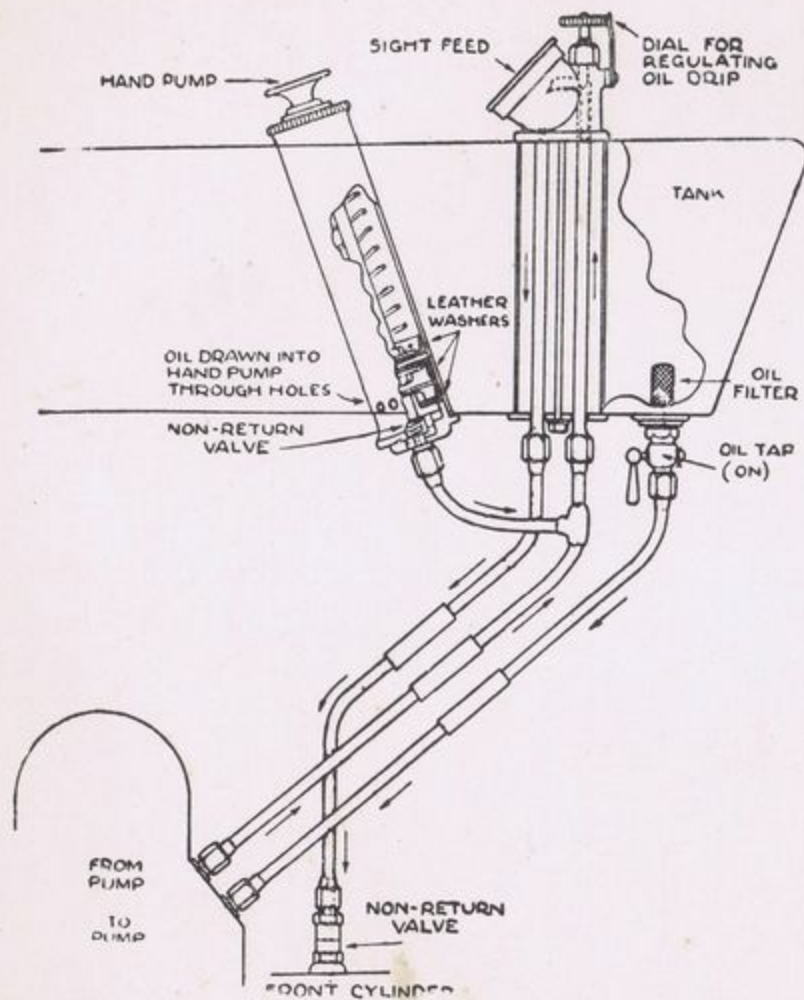 SIGHT FEED
DIAL FOR
REGULATING
OIL DRIP
HAND PUMP
TANK
LEATHER
WASHERS
OIL DRAWN INTO
HAND PUMP
THROUGH HOLES
NON-RETURN
VALVE
OIL
FILTER
OIL TAP
(ON)
FROM
PUMP
TO
PUMP
NON-RETURN
VALVE
FRONT CYLINDER